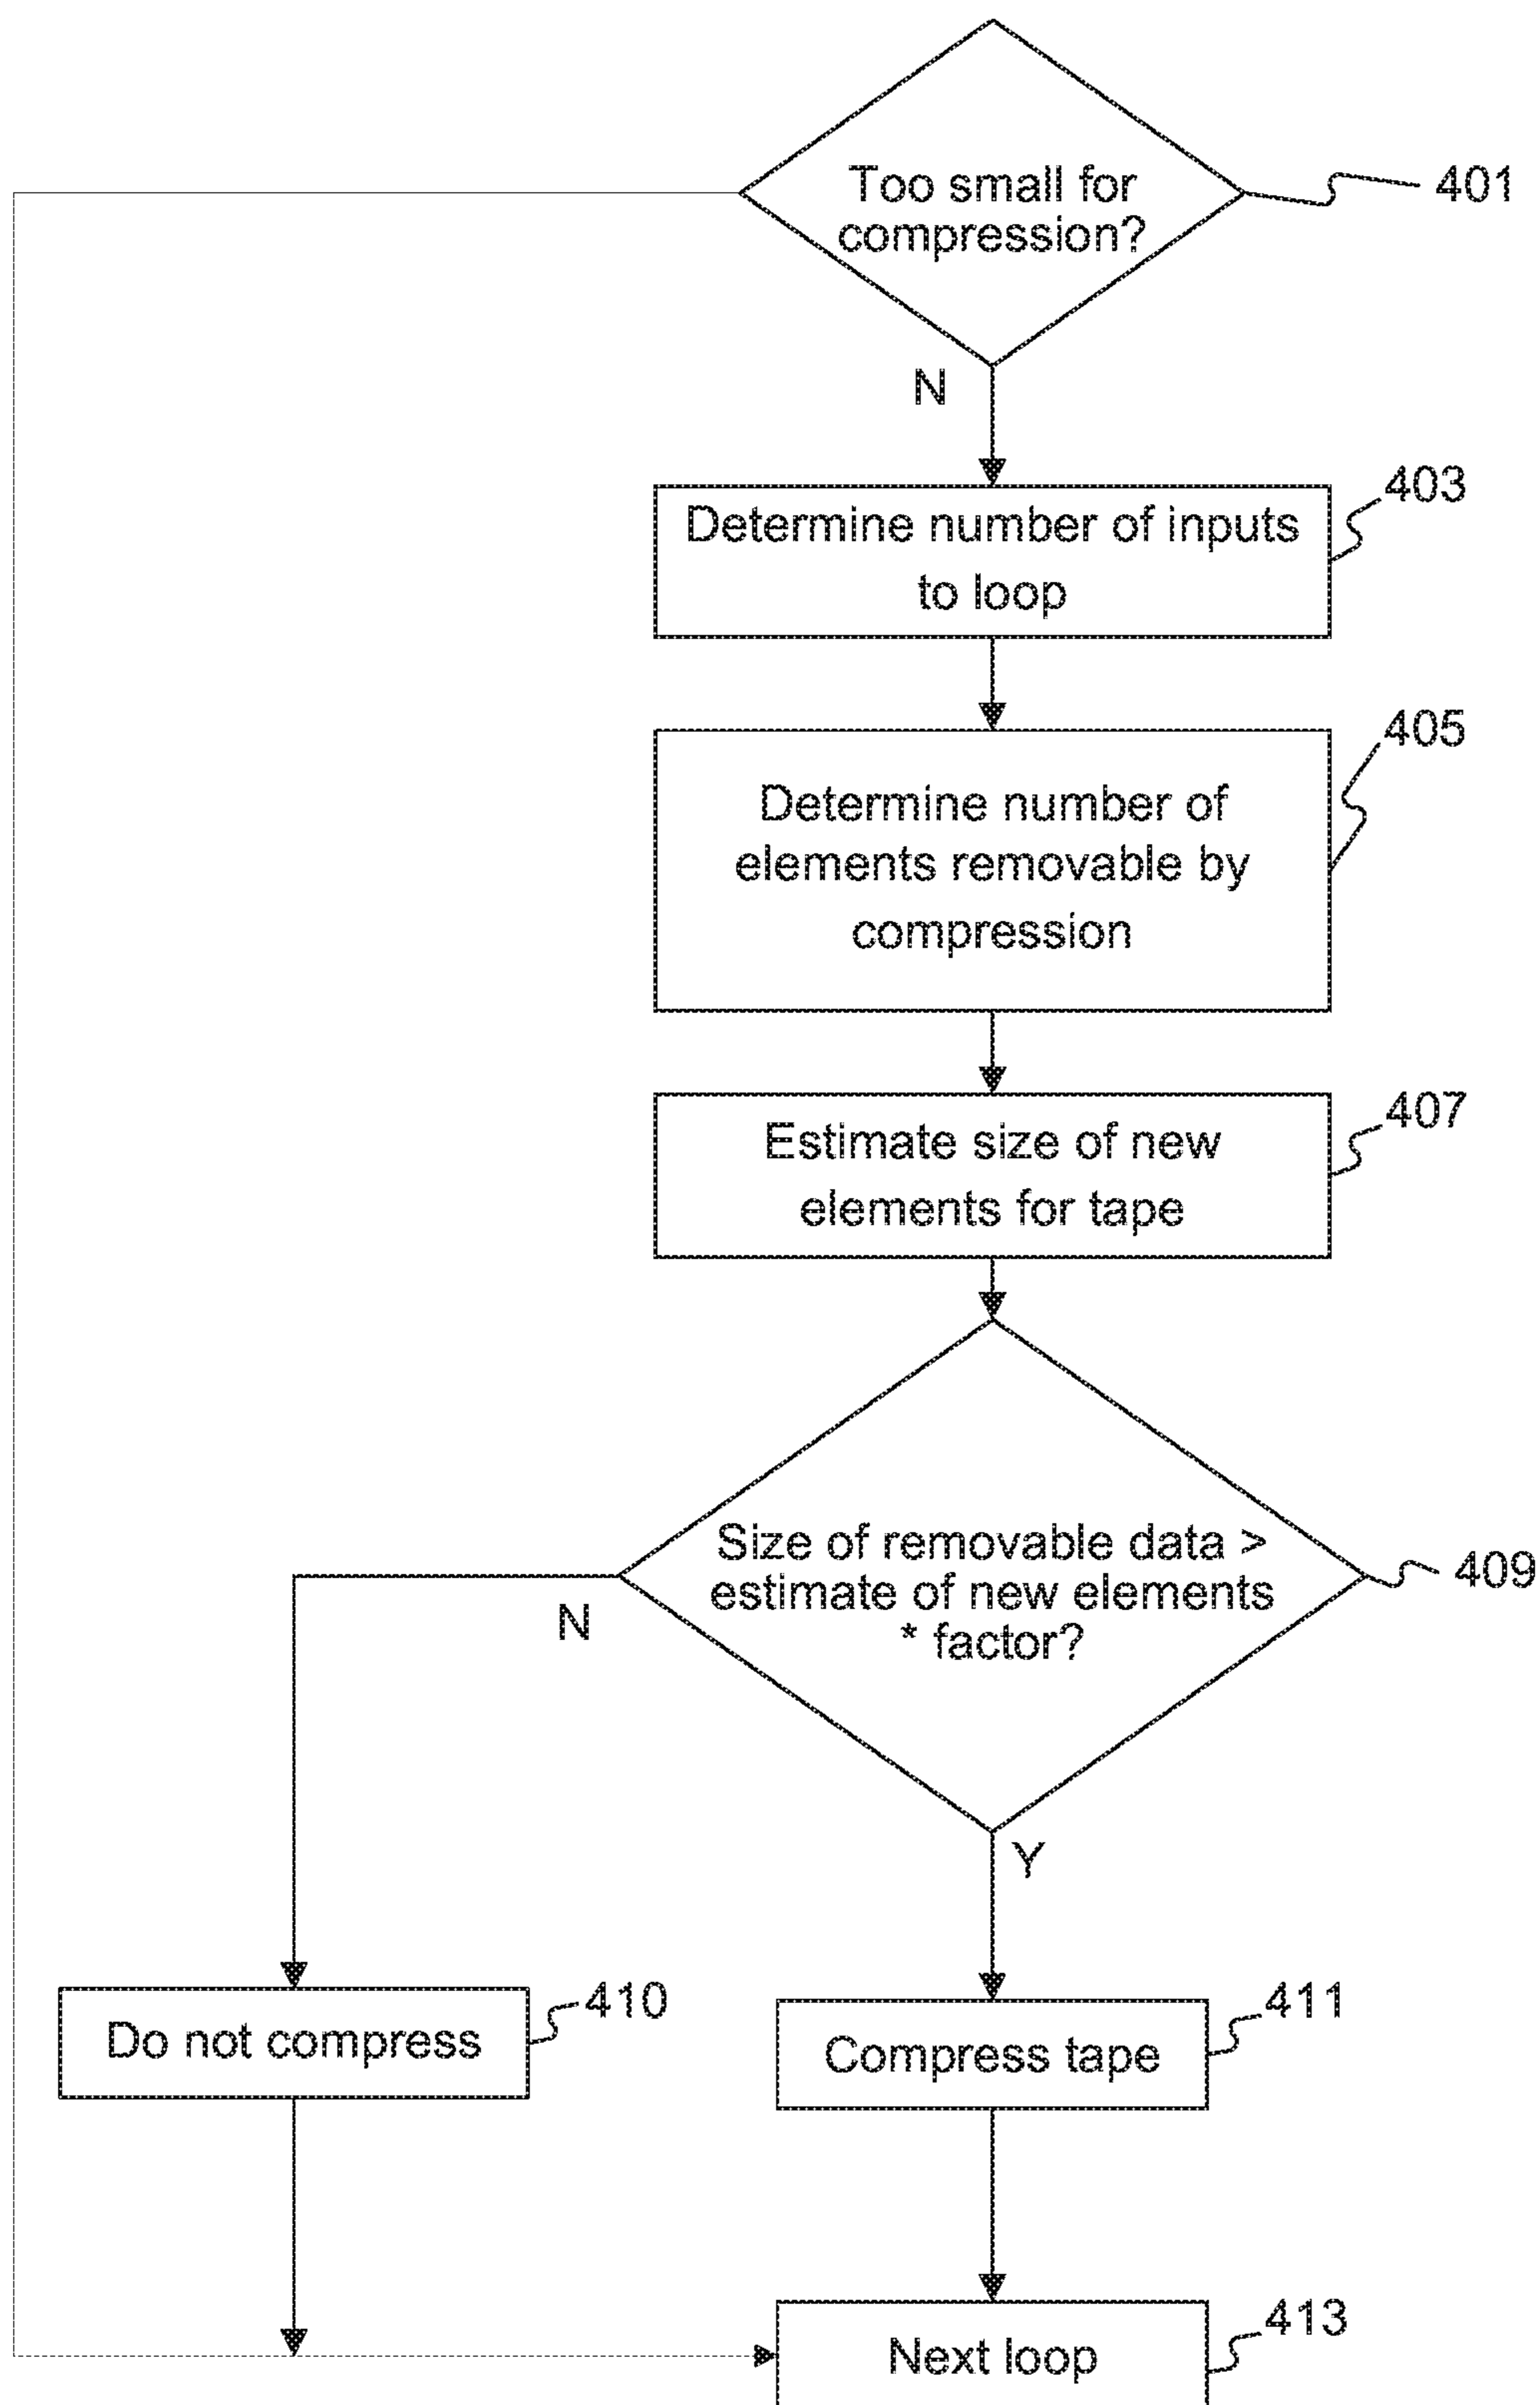 Too small for
compression?
401
N
403
Determine number of inputs
to loop
405
Determine number of
elements removable by
compression
407
Estimate size of new
elements for tape
Size of removable data >
estimate of new elements
* factor?
409
N
Y
410
Do not compress
411
Compress tape
413
Next loop